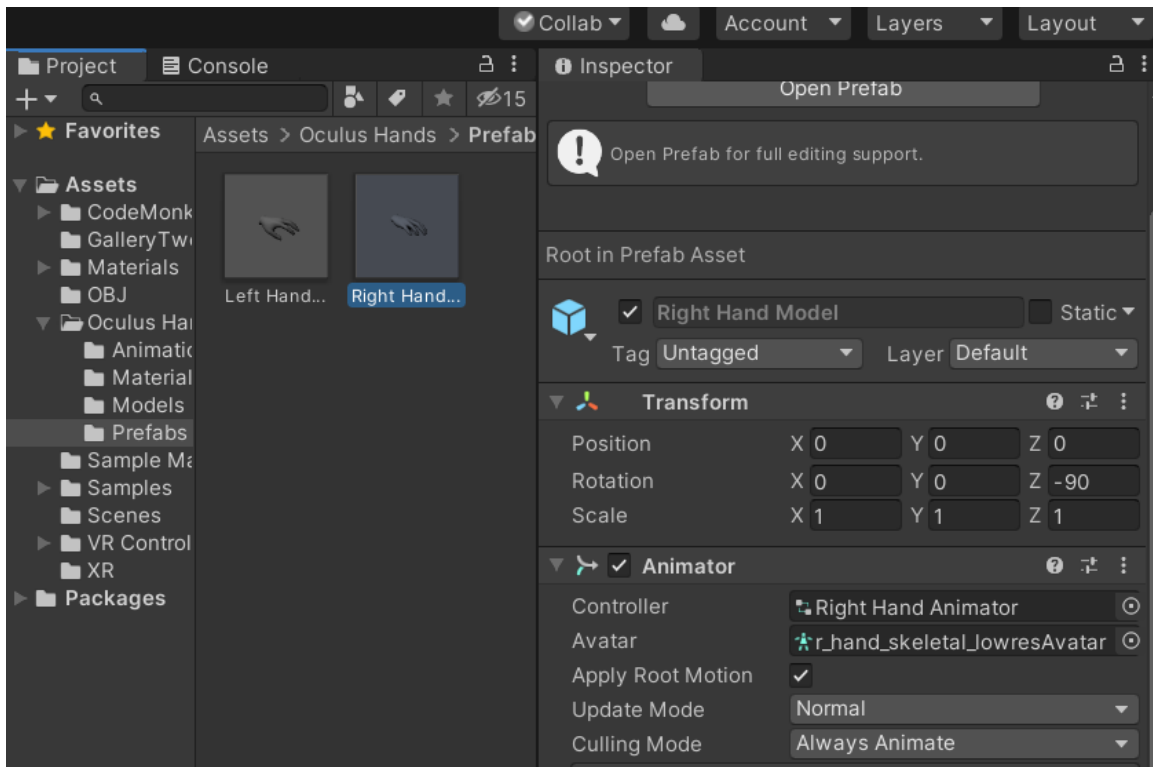 Collab
Account
Layers
Layout
Project
Console
15
Favorites
Assets
CodeMonk
GalleryTw
Materials
OBJ
Oculus Ha
Animatic
Material
Models
Prefabs
Sample Ma
Samples
Scenes
VR Control
XR
Packages
Assets > Oculus Hands > Prefab
Left Hand...
Right Hand...
Inspector
Open Prefab
Open Prefab for full editing support.
Root in Prefab Asset
Right Hand Model
Static
Tag Untagged
Layer Default
Transform
Position X 0 Y 0 Z 0
Rotation X 0 Y 0 Z -90
Scale X 1 Y 1 Z 1
Animator
Controller Right Hand Animator
Avatar r_hand_skeletal_lowresAvatar
Apply Root Motion
Update Mode Normal
Culling Mode Always Animate